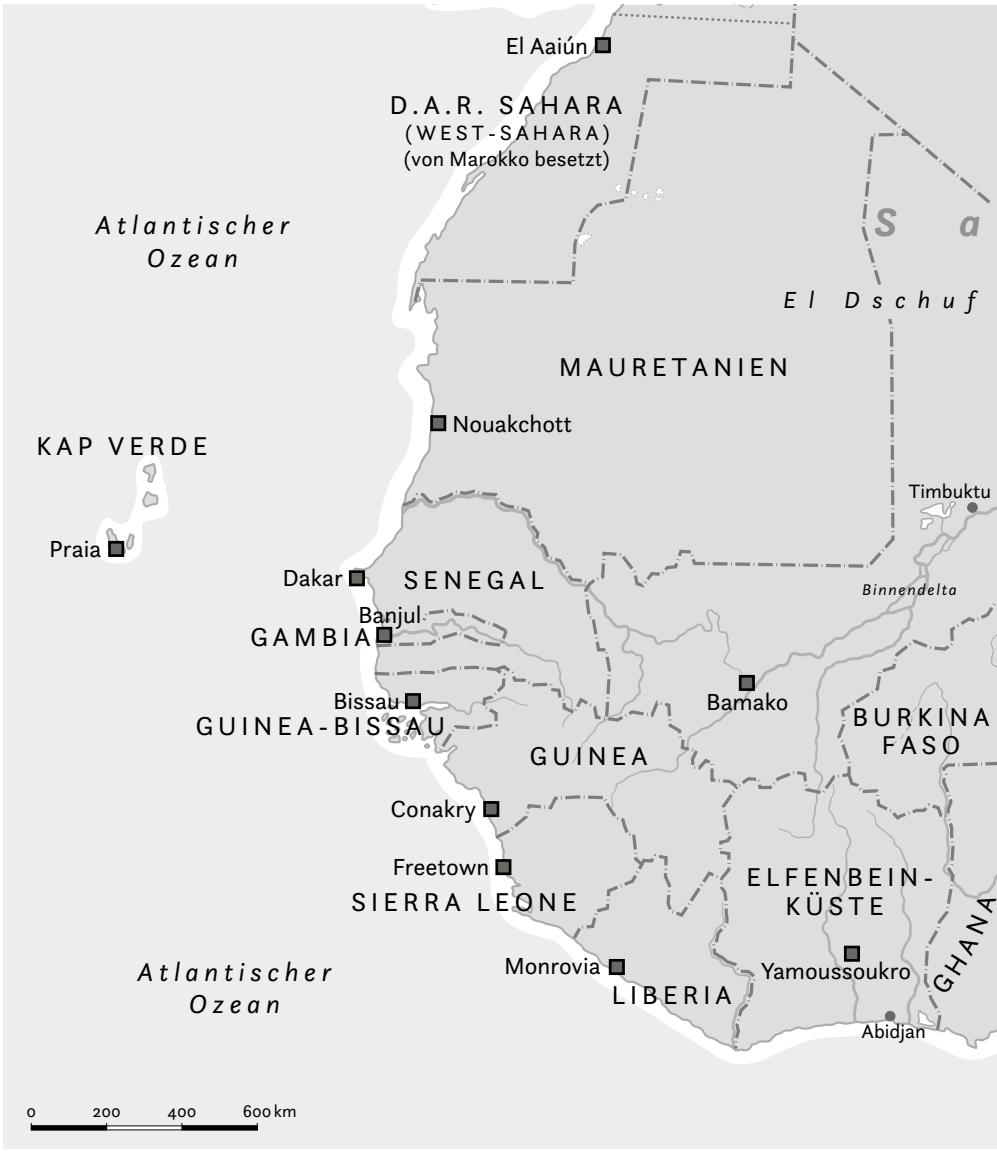 El Aaiún
D.A.R. SAHARA
(WEST-SAHARA)
(von Marokko besetzt)
Atlantischer
Ozean
S a
El Dschuf
MAURETANIEN
Nouakchott
KAP VERDE
Timbuktu
Praia
Dakar
SENEGAL
Binnendelta
Banjul
GAMBIA
Bissau
Bamako
GUINEA-BISSAU
BURKINA
FASO
GUINEA
Conakry
Freetown
ELFENBEIN-
KÜSTE
SIERRA LEONE
GHANA
Monrovia
Yamoussoukro
Atlantischer
Ozean
LIBERIA
Abidjan
0 200 400 600 km